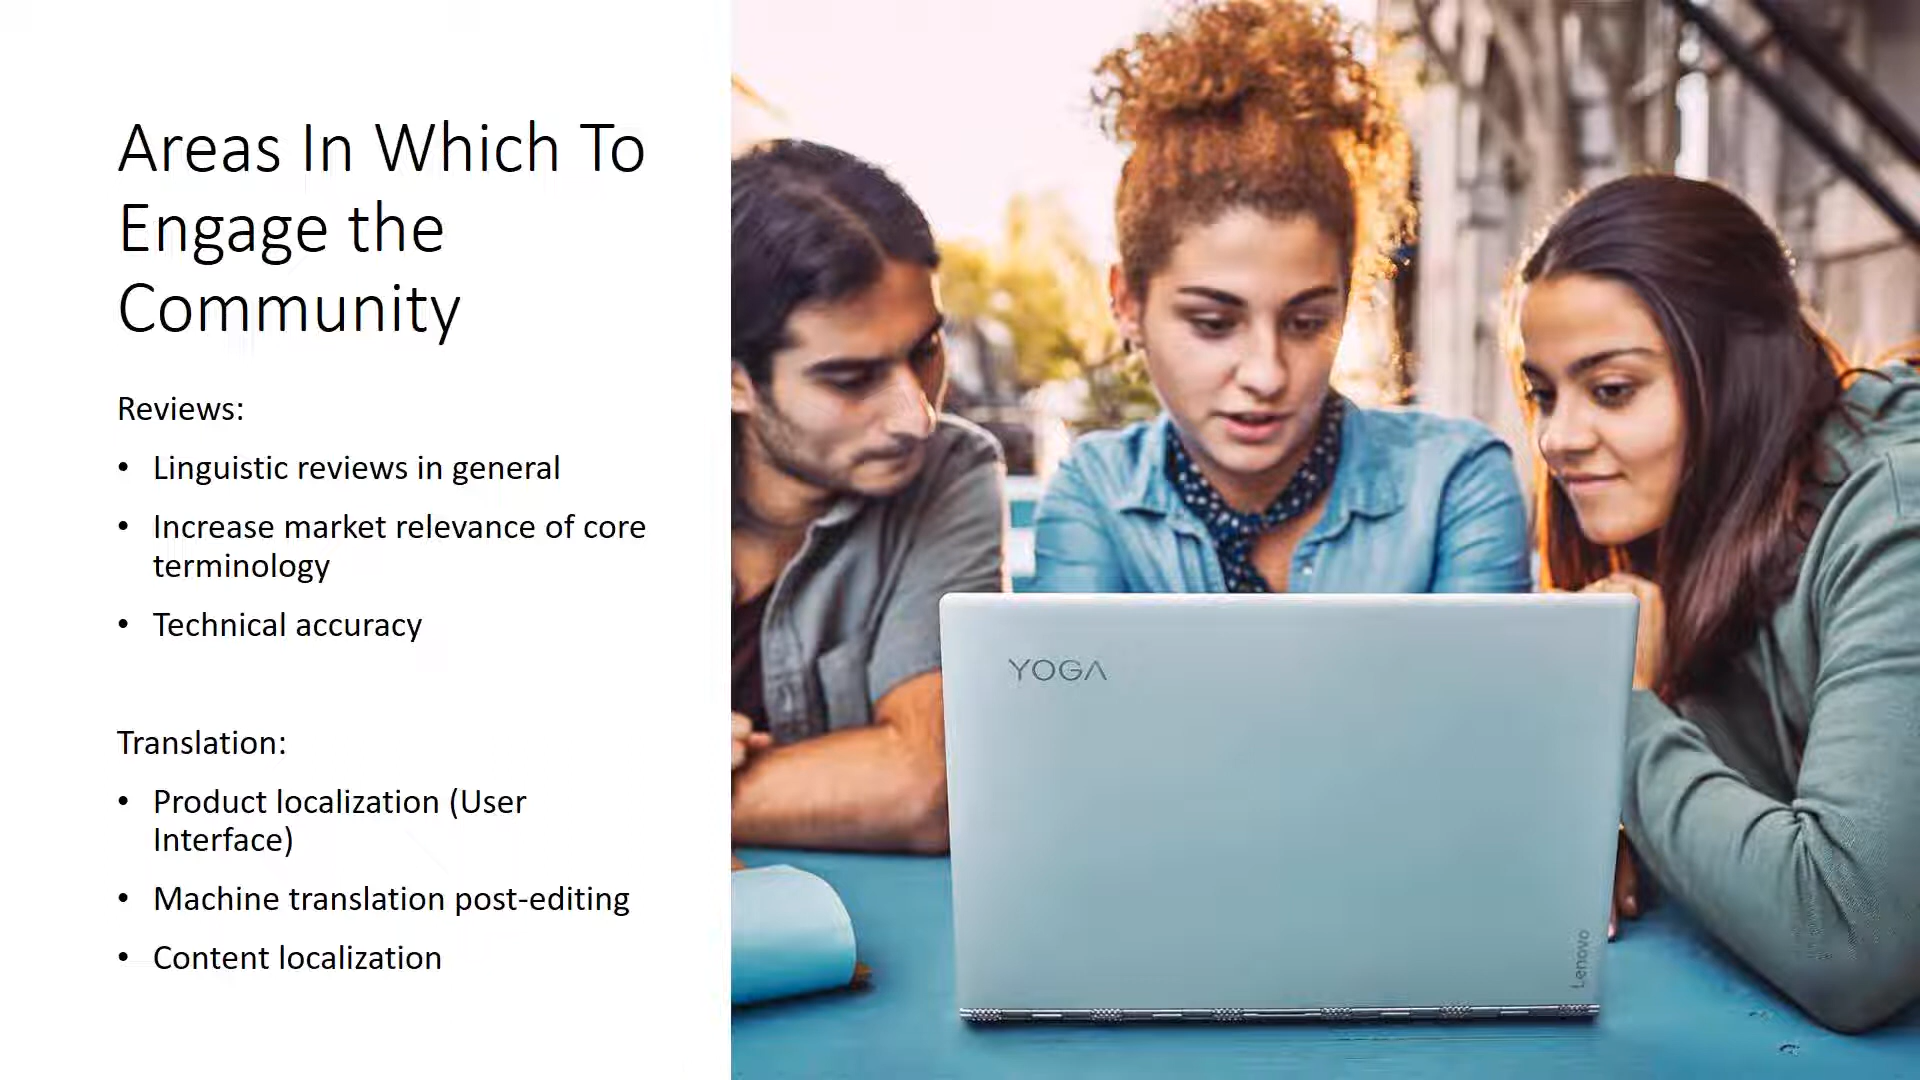 Areas In Which To
Engage the
Community
Reviews:
• Linguistic reviews in general
• Increase market relevance of core
terminology
• Technical accuracy
Translation:
• Product localization (User
Interface)
• Machine translation post-editing
• Content localization
YOGA
Lenovo